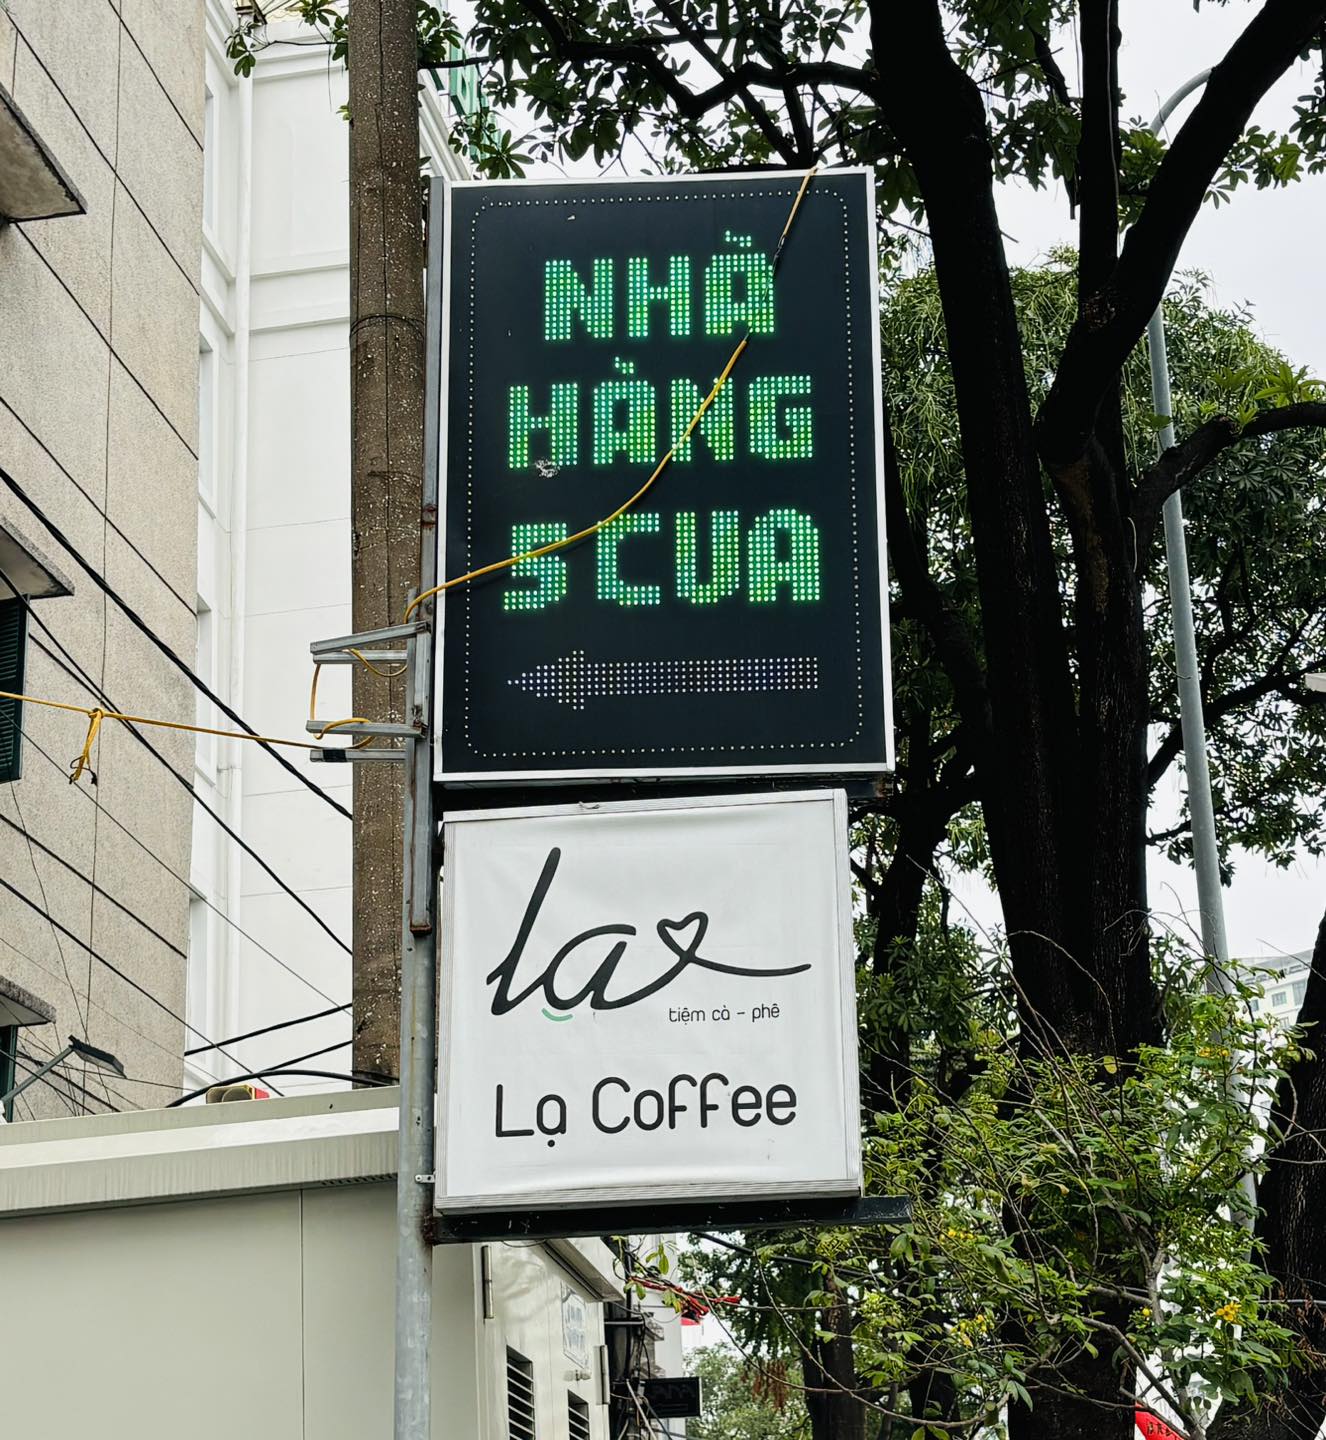 NHÀ
HÀNG
5 CUA
lạ
tiệm cà - phê
Lạ Coffee